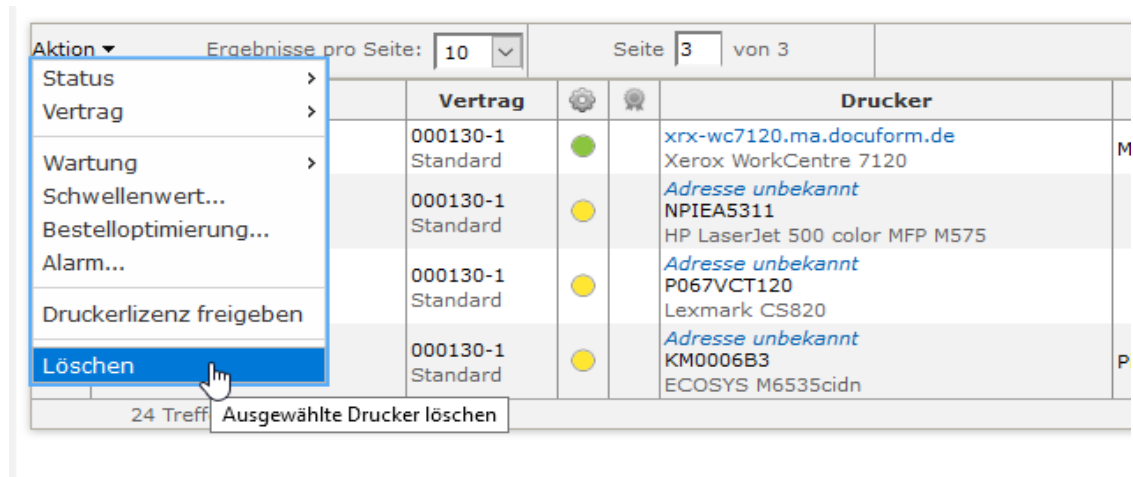 Aktion ▾ Ergebnisse pro Seite: 10 Seite 3 von 3
Status >
Vertrag >
Wartung >
Schwellenwert...
Bestelloptimierung...
Alarm...
Druckerlizenz freigeben
Löschen
Ausgewählte Drucker löschen
Vertrag Drucker
000130-1 xrx-wc7120.ma.docuform.de M
Standard Xerox WorkCentre 7120
Adresse unbekannt
000130-1 NPIEA5311
Standard HP LaserJet 500 color MFP M575
Adresse unbekannt
000130-1 P067VCT120
Standard Lexmark CS820
Adresse unbekannt
000130-1 KM0006B3 P
Standard ECOSYS M6535cidn
24 Treff